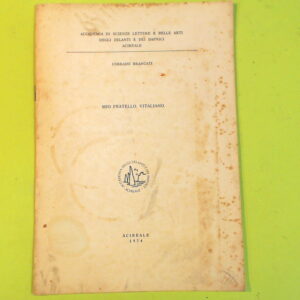 ACCADEMIA DI SCIENZE LETTERE E BELLE ARTI
DEGLI ZELANTI E DEI DAFNICI
ACIREALE
CORRADO BRANCATI
MIO FRATELLO, VITALIANO.
ACIREALE
1974